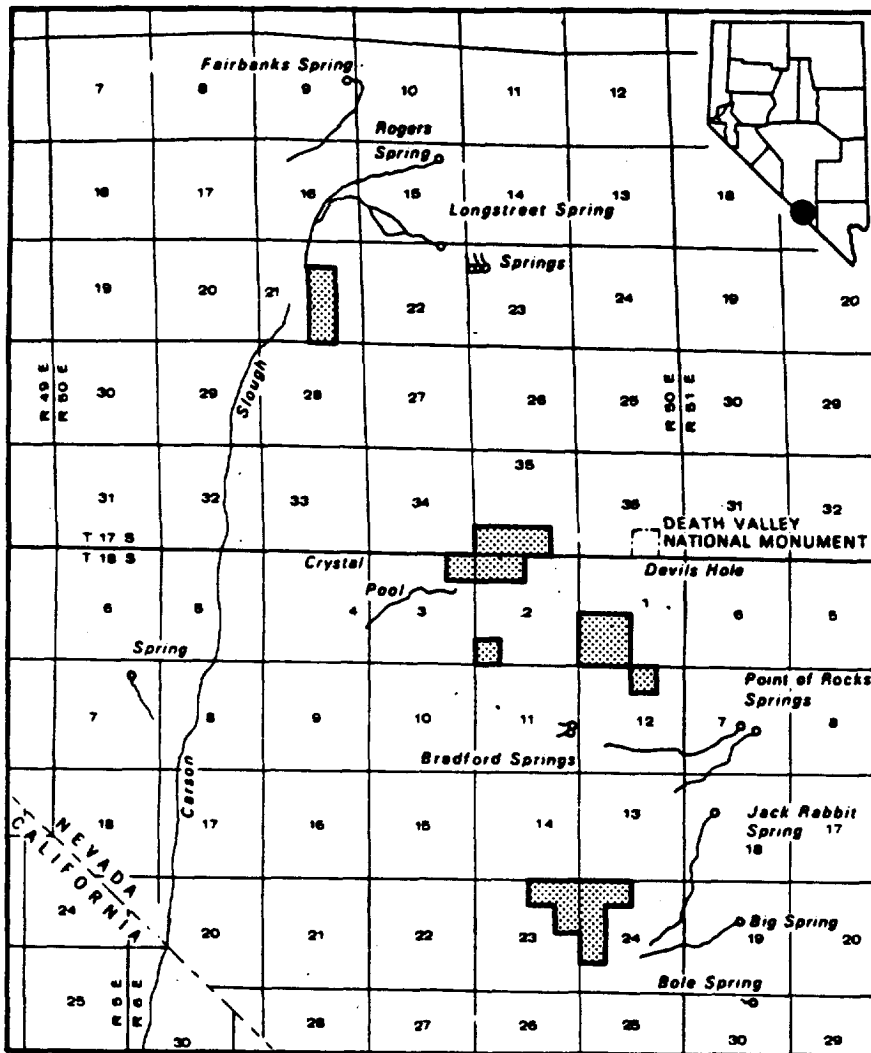 Fairbanks Spring
7 8 9 10 11 12
Rogers
Spring
18 17 16 15 14 13 18
Longstreet Spring
Springs
19 20 21 22 23 24 19 20
R 49 E
R 50 E
Slough
30 29 28 27 26 25
R 50 E
R 51 E
30 29
35
31 32 33 34 36 31 32
T 17 S
T 18 S
DEATH VALLEY
NATIONAL MONUMENT
Crystal
Devils Hole
Pool
6 5 4 3 2 1 6 5
Spring
Point of Rocks
Springs
7 8 9 10 11 12 7 8
Bradford Springs
Carson
18 17 16 15 14 13
Jack Rabbit
Spring 17
18
NEVADA
CALIFORNIA
24 20 21 22 23 24 19 20
Big Spring
Bole Spring
25
R 5 E
R 6 E
30 28 27 26 25 30 29